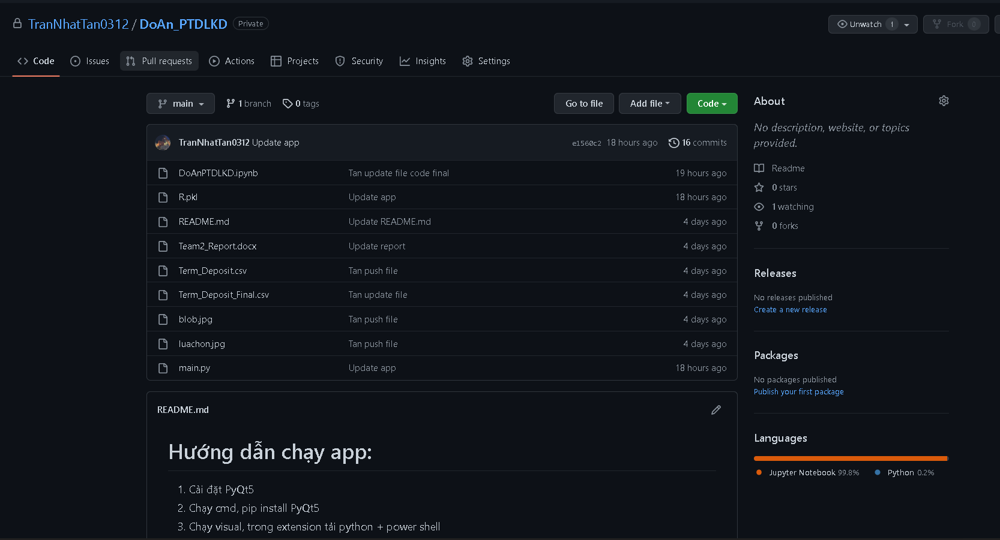 TranNhatTan0312 / DoAn_PTDLKD Private
Unwatch 1
Fork 0
Code Issues Pull requests Actions Projects Security Insights Settings
main 1 branch 0 tags
Go to file Add file Code
TranNhatTan0312 Update app e1560c2 18 hours ago 16 commits
DoAnPTDLKD.ipynb Tan update file code final 19 hours ago
R.pkl Update app 18 hours ago
README.md Update README.md 4 days ago
Team2_Report.docx Update report 4 days ago
Term_Deposit.csv Tan push file 4 days ago
Term_Deposit_Final.csv Tan update file 4 days ago
blob.jpg Tan push file 4 days ago
luachon.jpg Tan push file 4 days ago
main.py Update app 18 hours ago
README.md
Hướng dẫn chạy app:
1. Cài đặt PyQt5
2. Chạy cmd, pip install PyQt5
3. Chạy visual, trong extension tải python + power shell
About
No description, website, or topics
provided.
Readme
0 stars
1 watching
0 forks
Releases
No releases published
Create a new release
Packages
No packages published
Publish your first package
Languages
Jupyter Notebook 99.8% Python 0.2%